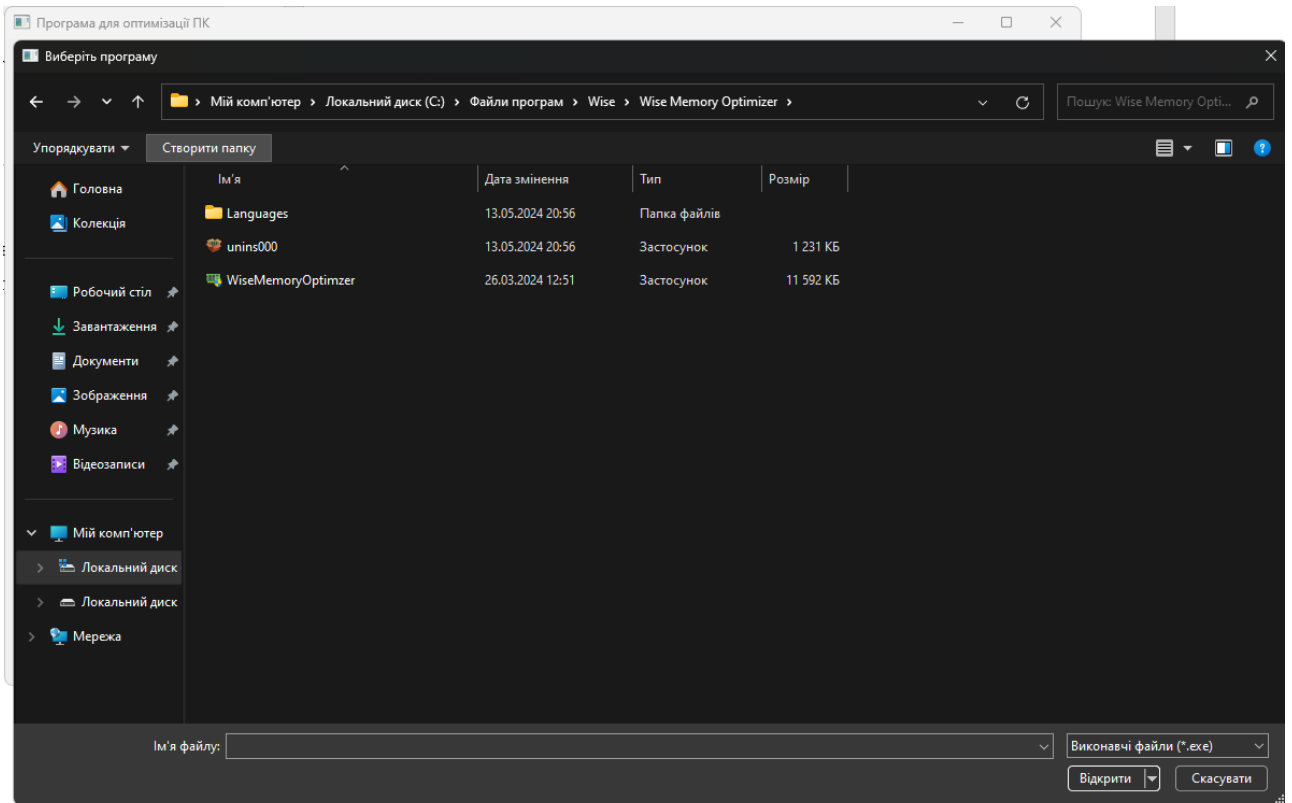 Програма для оптимізації ПК
Виберіть програму
Мій комп'ютер > Локальний диск (C:) > Файли програм > Wise > Wise Memory Optimizer >
Пошук: Wise Memory Opti...
Упорядкувати
Створити папку
Ім'я Дата змінення Тип Розмір
Головна
Колекція
Робочий стіл
Завантаження
Документи
Зображення
Музика
Відеозаписи
Мій комп'ютер
Локальний диск
Локальний диск
Мережа
Languages 13.05.2024 20:56 Папка файлів
unins000 13.05.2024 20:56 Застосунок 1 231 КБ
WiseMemoryOptimzer 26.03.2024 12:51 Застосунок 11 592 КБ
Ім'я файлу:
Виконавчі файли (*.exe)
Відкрити
Скасувати